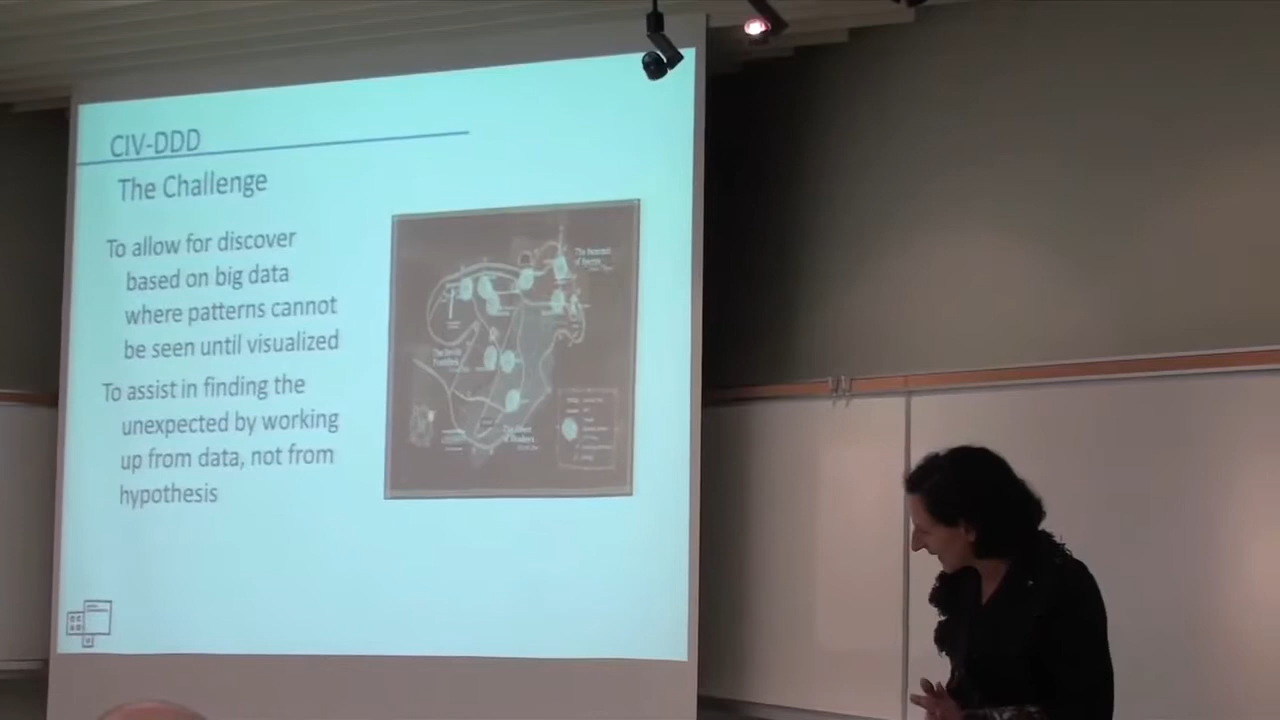 CIV-DDD
The Challenge
To allow for discover
based on big data
where patterns cannot
be seen until visualized
To assist in finding the
unexpected by working
up from data, not from
hypothesis